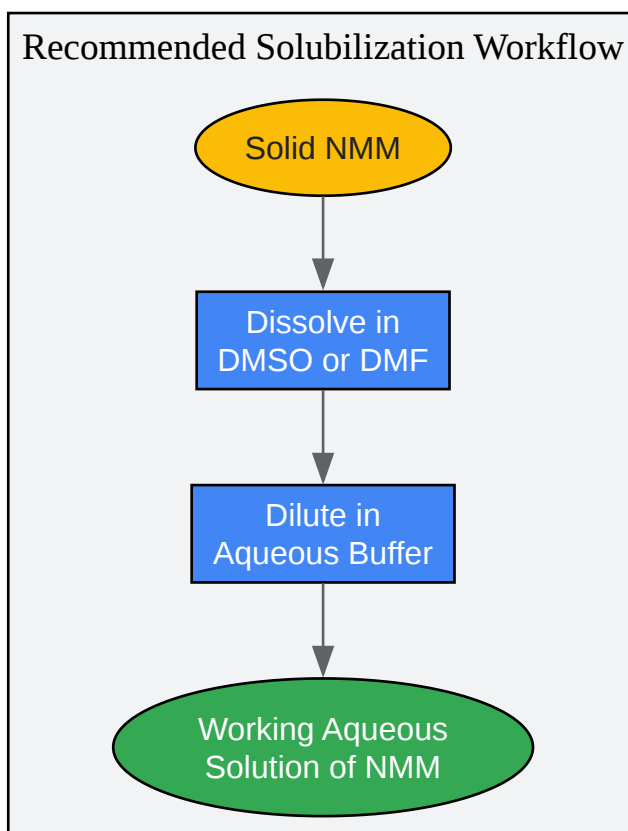 Recommended Solubilization Workflow
Solid NMM
Dissolve in
DMSO or DMF
Dilute in
Aqueous Buffer
Working Aqueous
Solution of NMM